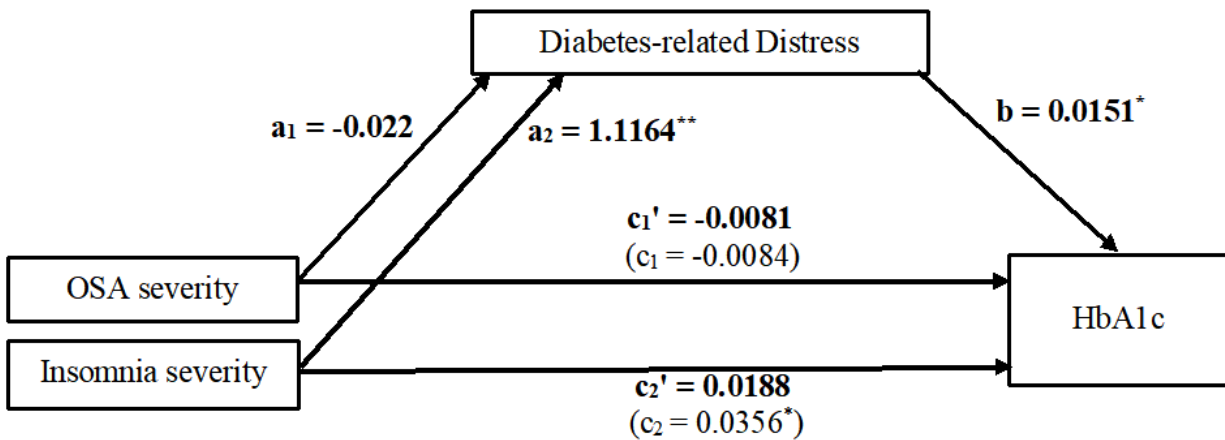 Diabetes-related Distress
a₁ = -0.022
a₂ = 1.1164**
b = 0.0151*
c₁' = -0.0081
(c₁ = -0.0084)
OSA severity
HbA1c
Insomnia severity
c₂' = 0.0188
(c₂ = 0.0356*)